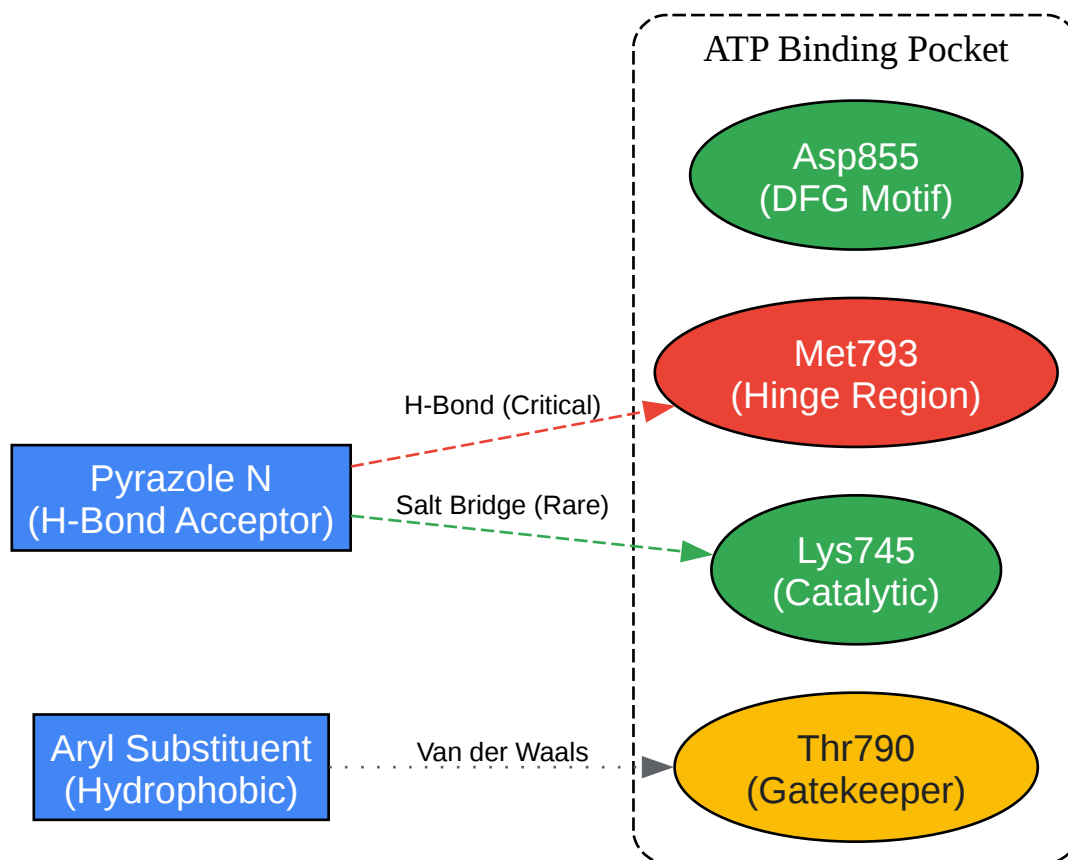 ATP Binding Pocket
Asp855
(DFG Motif)
Met793
(Hinge Region)
H-Bond (Critical)
Pyrazole N
(H-Bond Acceptor)
Salt Bridge (Rare)
Lys745
(Catalytic)
Aryl Substituent
(Hydrophobic)
Van der Waals
Thr790
(Gatekeeper)